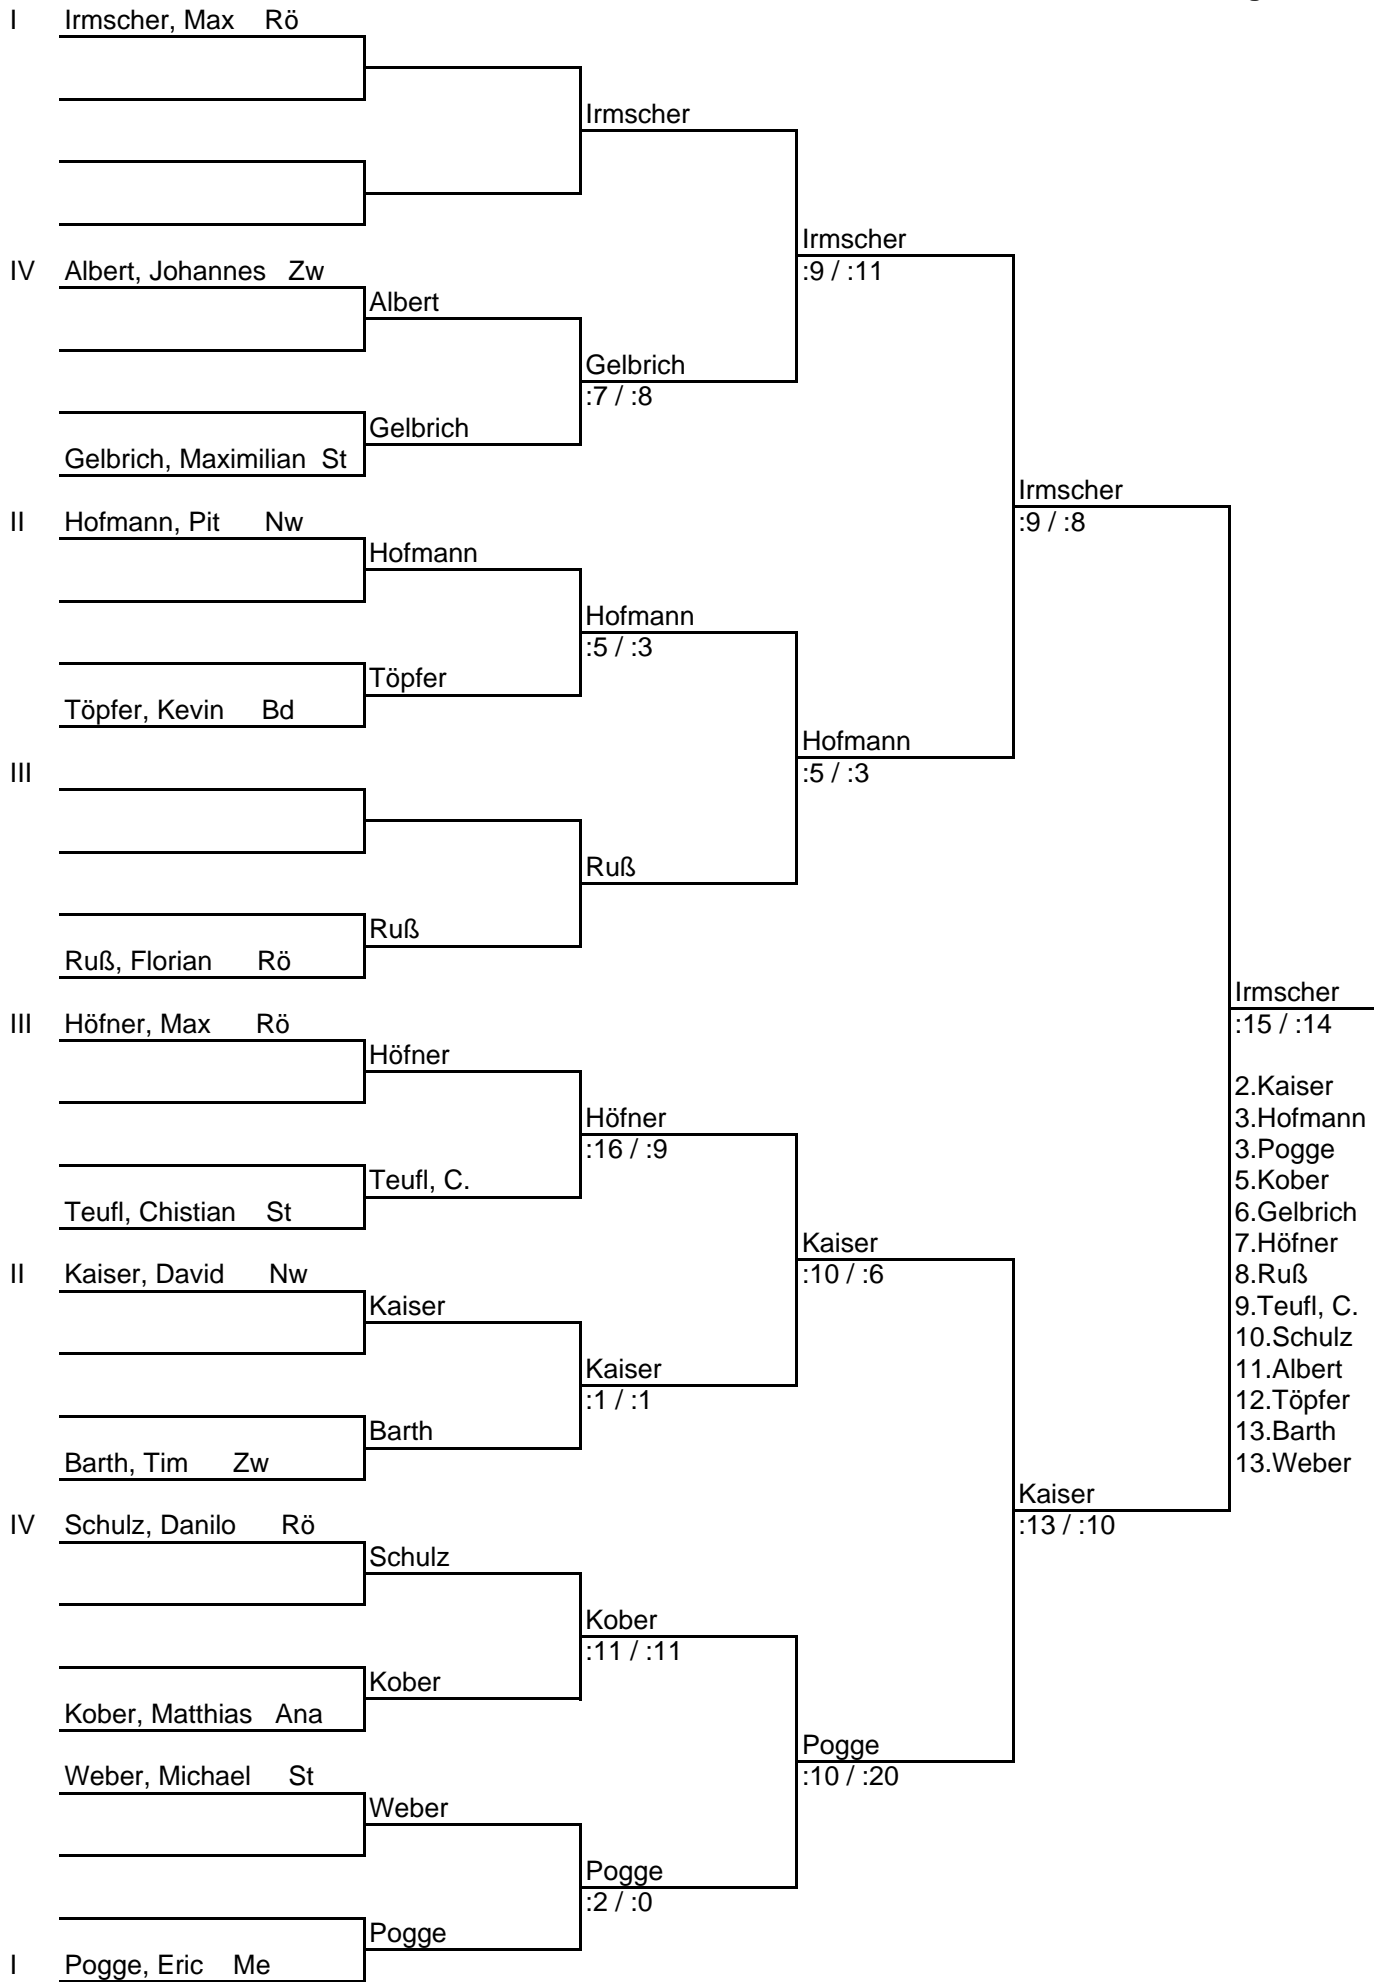 I Irmscher, Max Rö
Irmscher
Irmscher
:9 / :11
IV Albert, Johannes Zw
Albert
Gelbrich
:7 / :8
Gelbrich
Gelbrich, Maximilian St
Irmscher
:9 / :8
II Hofmann, Pit Nw
Hofmann
Hofmann
:5 / :3
Töpfer
Töpfer, Kevin Bd
Hofmann
:5 / :3
III
Ruß
Ruß
Ruß, Florian Rö
Irmscher
:15 / :14
III Höfner, Max Rö
Höfner
Höfner
:16 / :9
Teufl, C.
Teufl, Chistian St
Kaiser
:10 / :6
II Kaiser, David Nw
Kaiser
Kaiser
:1 / :1
Barth
Barth, Tim Zw
2.Kaiser
3.Hofmann
3.Pogge
5.Kober
6.Gelbrich
7.Höfner
8.Ruß
9.Teufl, C.
10.Schulz
11.Albert
12.Töpfer
13.Barth
13.Weber
Kaiser
:13 / :10
IV Schulz, Danilo Rö
Schulz
Kober
:11 / :11
Kober
Kober, Matthias Ana
Pogge
:10 / :20
Weber, Michael St
Weber
Pogge
:2 / :0
Pogge
I Pogge, Eric Me